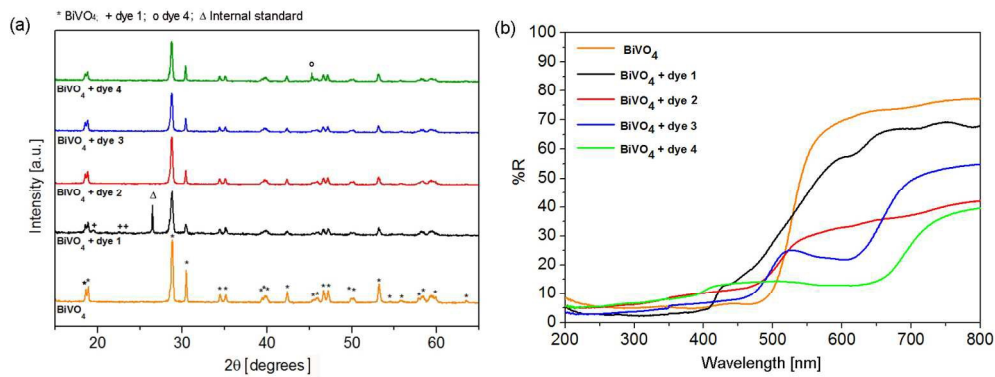 * BiVO4, + dye 1; o dye 4; Δ Internal standard
(a)
Intensity [a.u.]
o
BiVO4 + dye 4
BiVO4 + dye 3
BiVO4 + dye 2
Δ
+ ++
BiVO4 + dye 1
* * * * * * * * * * * * * * * * * * * * *
BiVO4
20 30 40 50 60
2θ [degrees]
(b)
%R
100
90
80
70
60
50
40
30
20
10
0
BiVO4
BiVO4 + dye 1
BiVO4 + dye 2
BiVO4 + dye 3
BiVO4 + dye 4
200 300 400 500 600 700 800
Wavelength [nm]